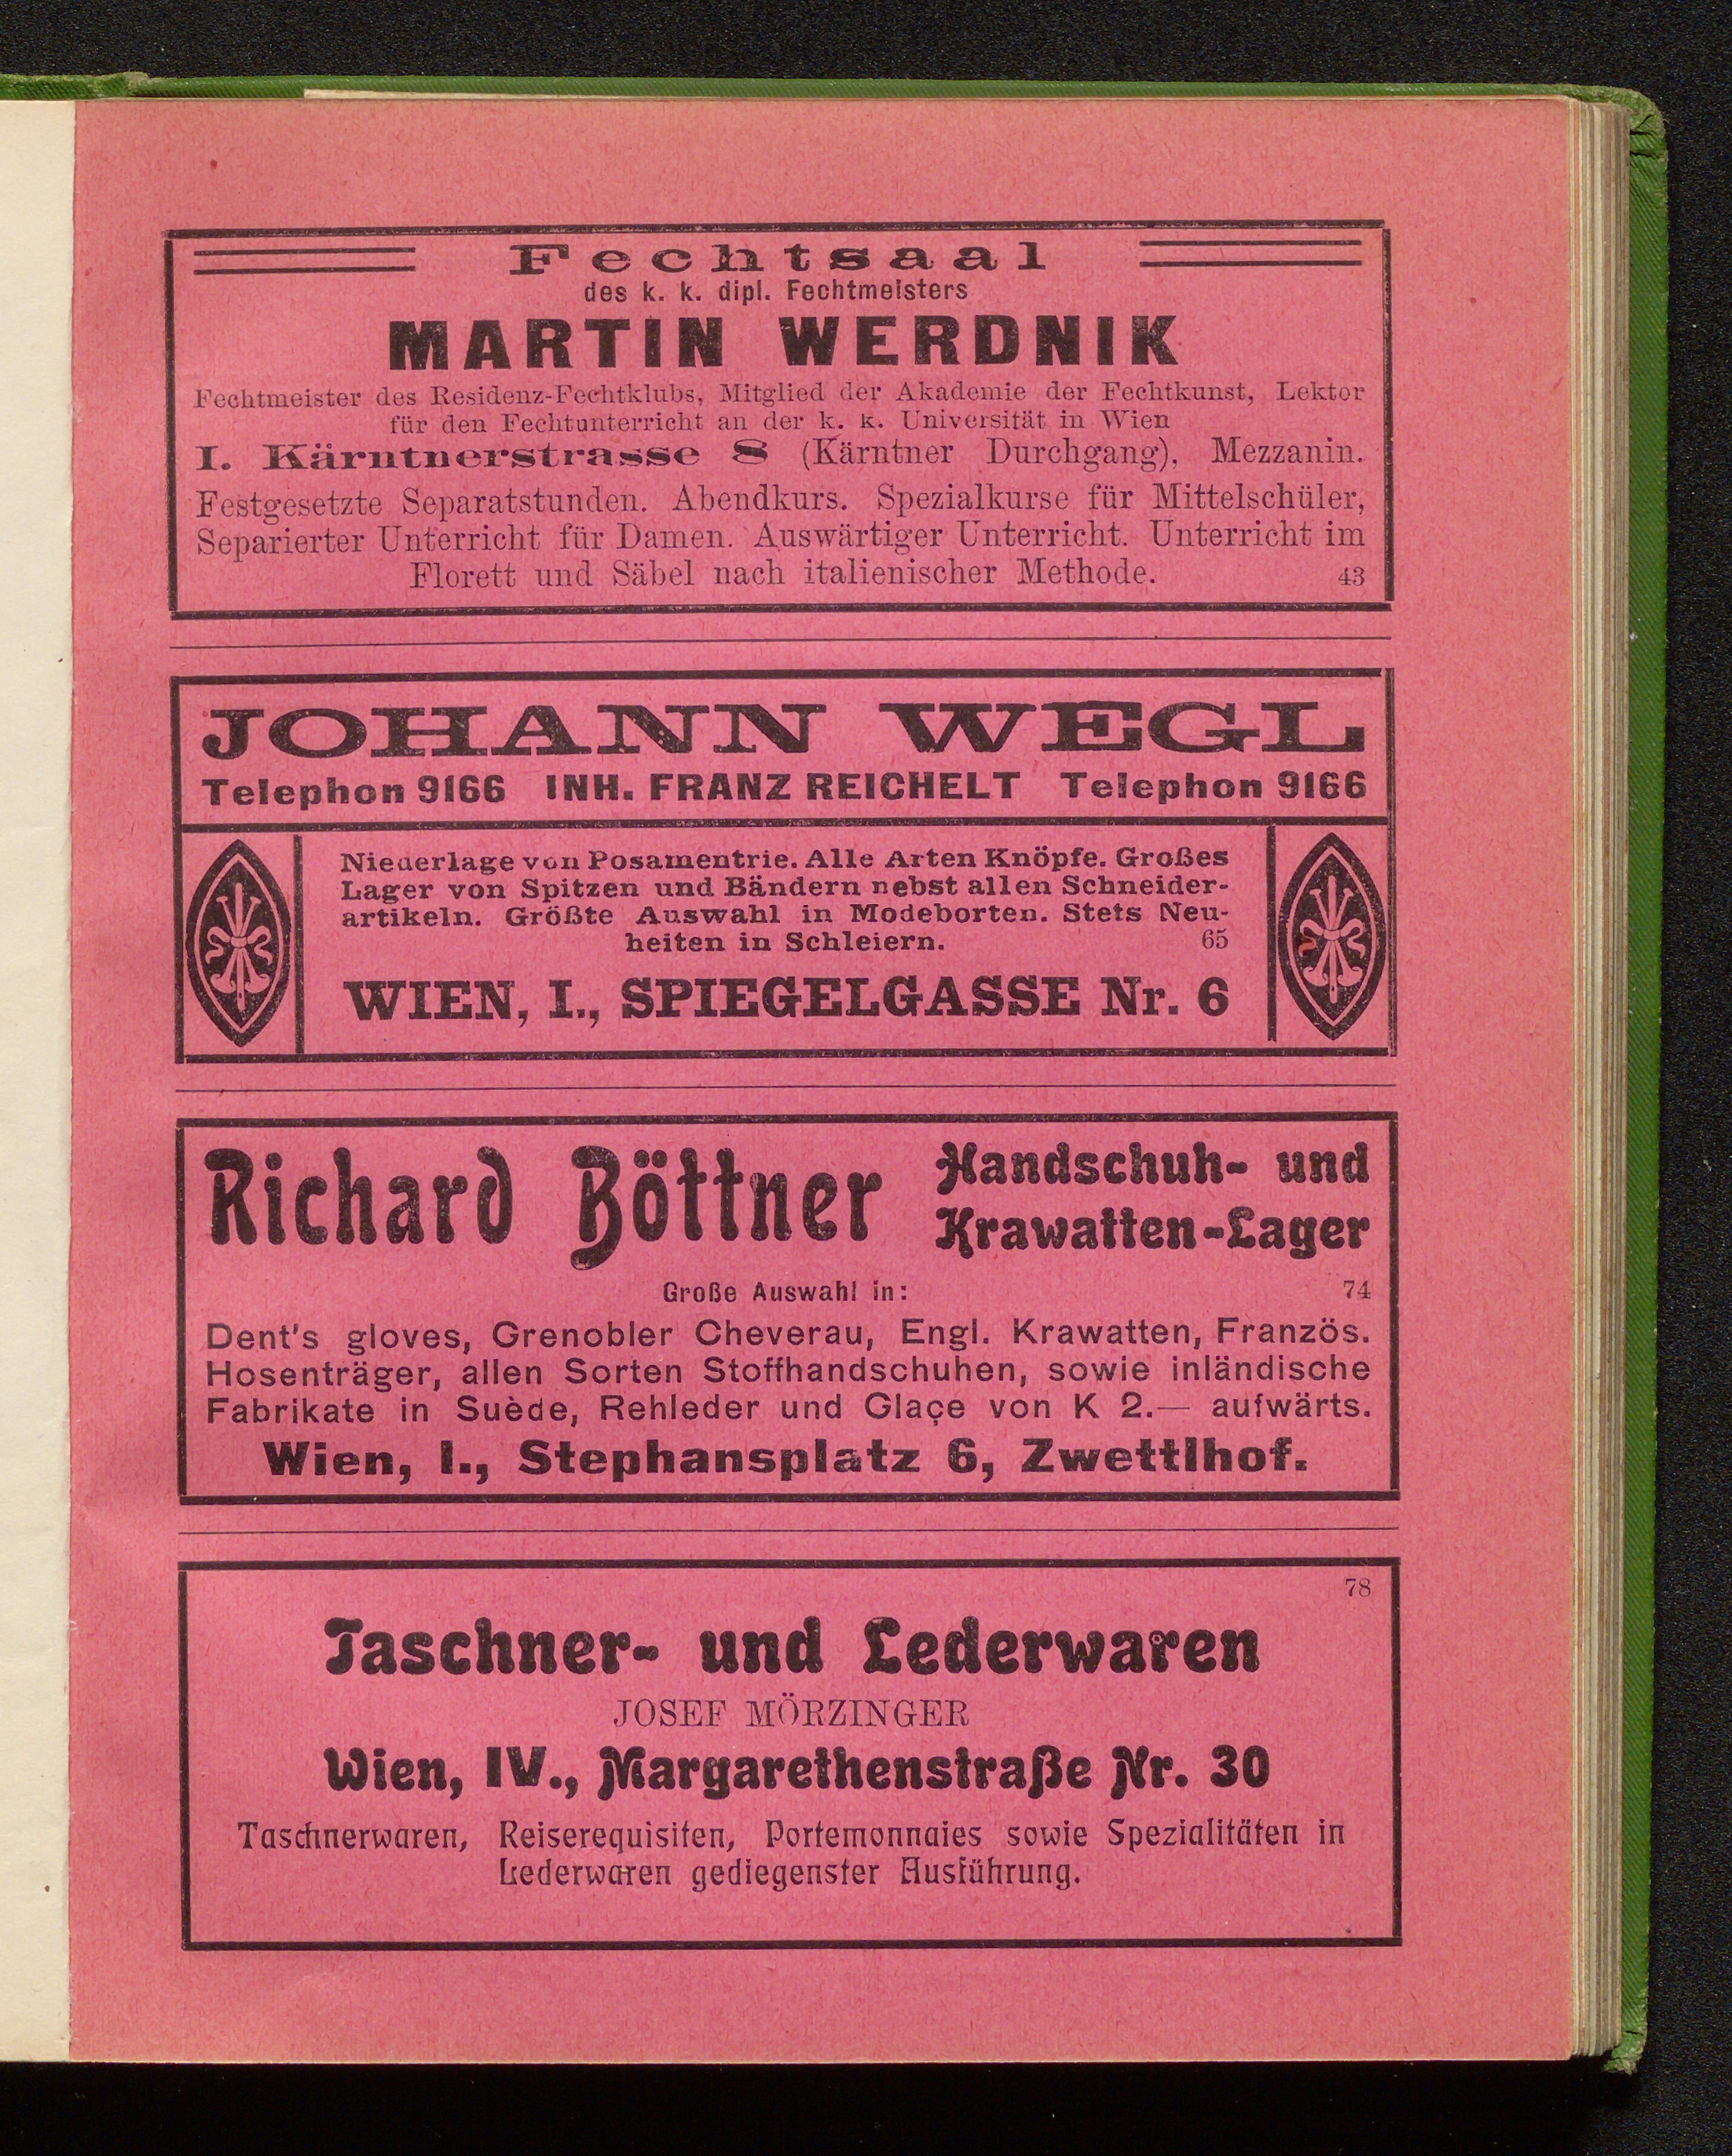 Fechtsaal
des k. k. dipl. Fechtmeisters
MARTIN WERDNIK
Fechtmeister des Residenz-Fechtklubs, Mitglied der Akademie der Fechtkunst, Lektor
für den Fechtunterricht an der k. k. Universität in Wien
I. Kärntnerstrasse 8 (Kärntner Durchgang), Mezzanin.
Festgesetzte Separatstunden. Abendkurs. Spezialkurse für Mittelschüler,
Separierter Unterricht für Damen. Auswärtiger Unterricht. Unterricht im
Florett und Säbel nach italienischer Methode. 43
JOHANN WEGL
Telephon 9166 INH. FRANZ REICHELT Telephon 9166
Niederlage von Posamentrie. Alle Arten Knöpfe. Großes
Lager von Spitzen und Bändern nebst allen Schneider-
artikeln. Größte Auswahl in Modeborten. Stets Neu-
heiten in Schleiern. 65
WIEN, I., SPIEGELGASSE Nr. 6
Richard Böttner Handschuh- und
Krawatten-Lager
Große Auswahl in: 74
Dent's gloves, Grenobler Cheverau, Engl. Krawatten, Französ.
Hosenträger, allen Sorten Stoffhandschuhen, sowie inländische
Fabrikate in Suède, Rehleder und Glaçe von K 2.— aufwärts.
Wien, I., Stephansplatz 6, Zwettlhof.
78
Taschner- und Lederwaren
JOSEF MÖRZINGER
Wien, IV., Margarethenstraße Nr. 30
Taschnerwaren, Reiserequisiten, Portemonnaies sowie Spezialitäten in
Lederwaren gediegenster Ausführung.